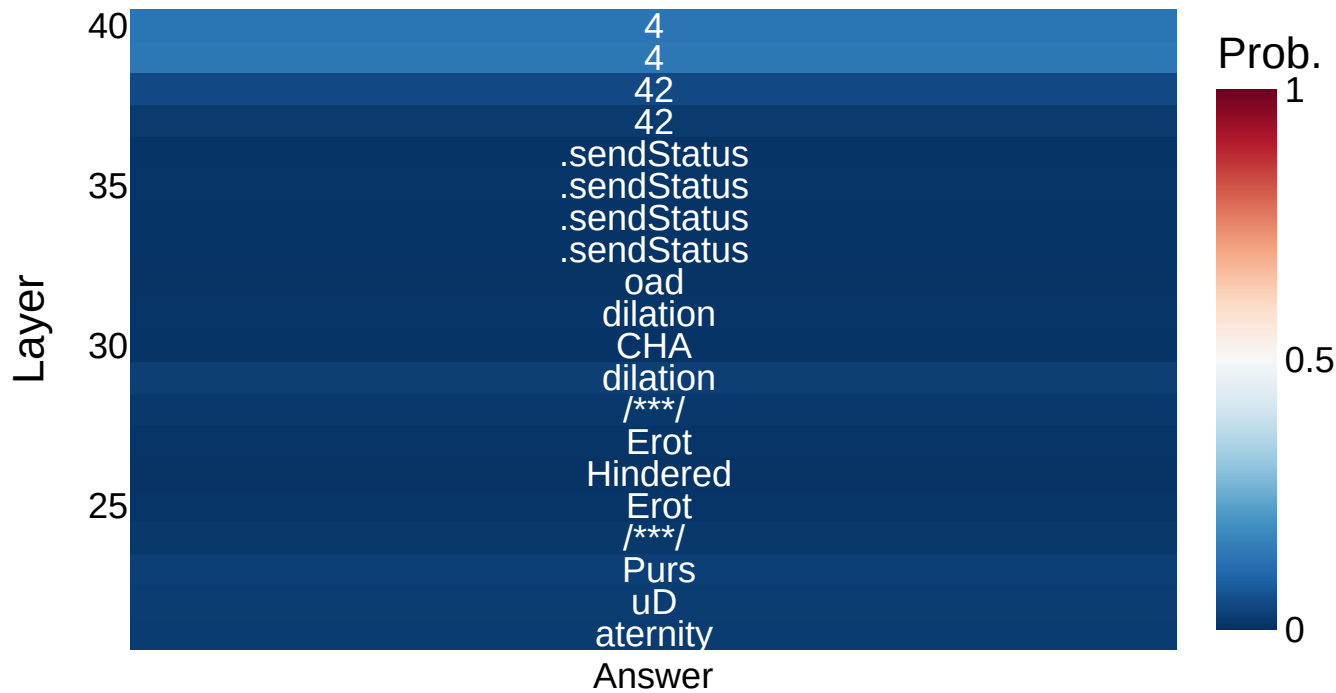 40
4
4
42
42
.sendStatus
35
.sendStatus
.sendStatus
.sendStatus
oad
dilation
30
CHA
dilation
/***/
Erot
Hindered
25
Erot
/***/
Purs
uD
aternity
Layer
Answer
Prob.
1
0.5
0